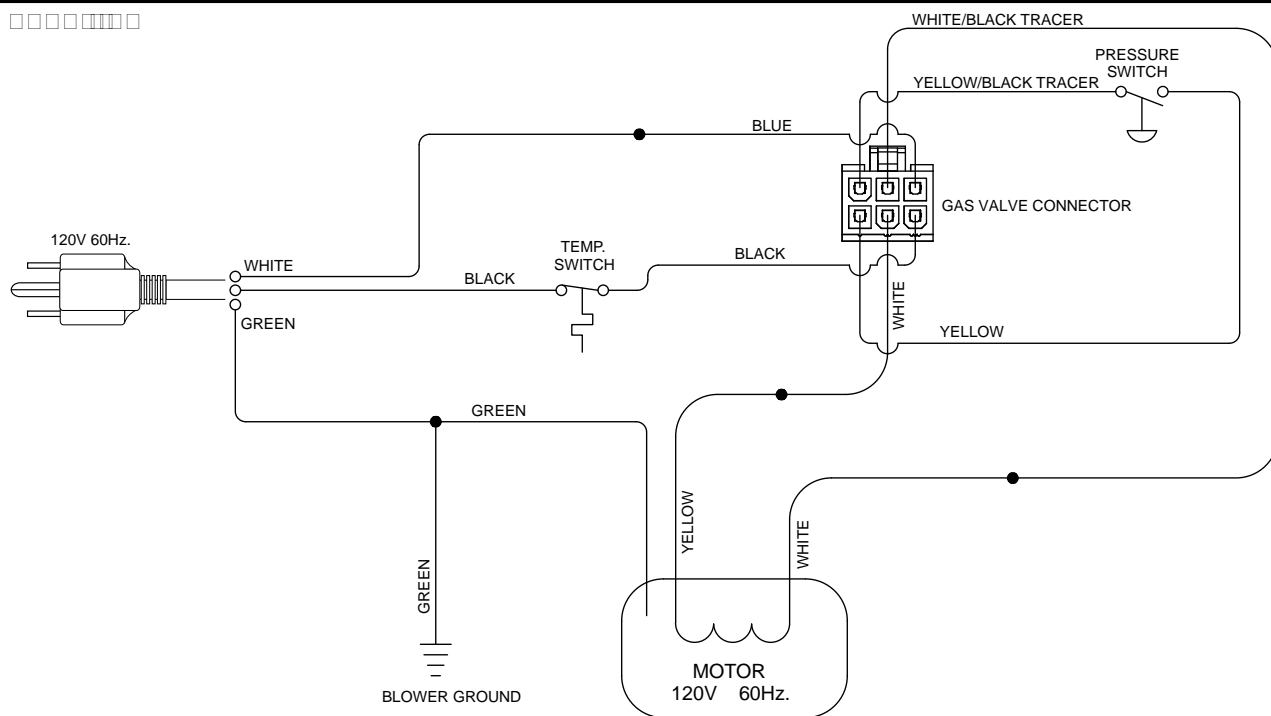 WHITE/BLACK TRACER
PRESSURE
SWITCH
YELLOW/BLACK TRACER
BLUE
GAS VALVE CONNECTOR
120V 60Hz.
WHITE
TEMP.
SWITCH
BLACK
BLACK
WHITE
GREEN
YELLOW
GREEN
YELLOW
WHITE
GREEN
MOTOR
120V 60Hz.
BLOWER GROUND